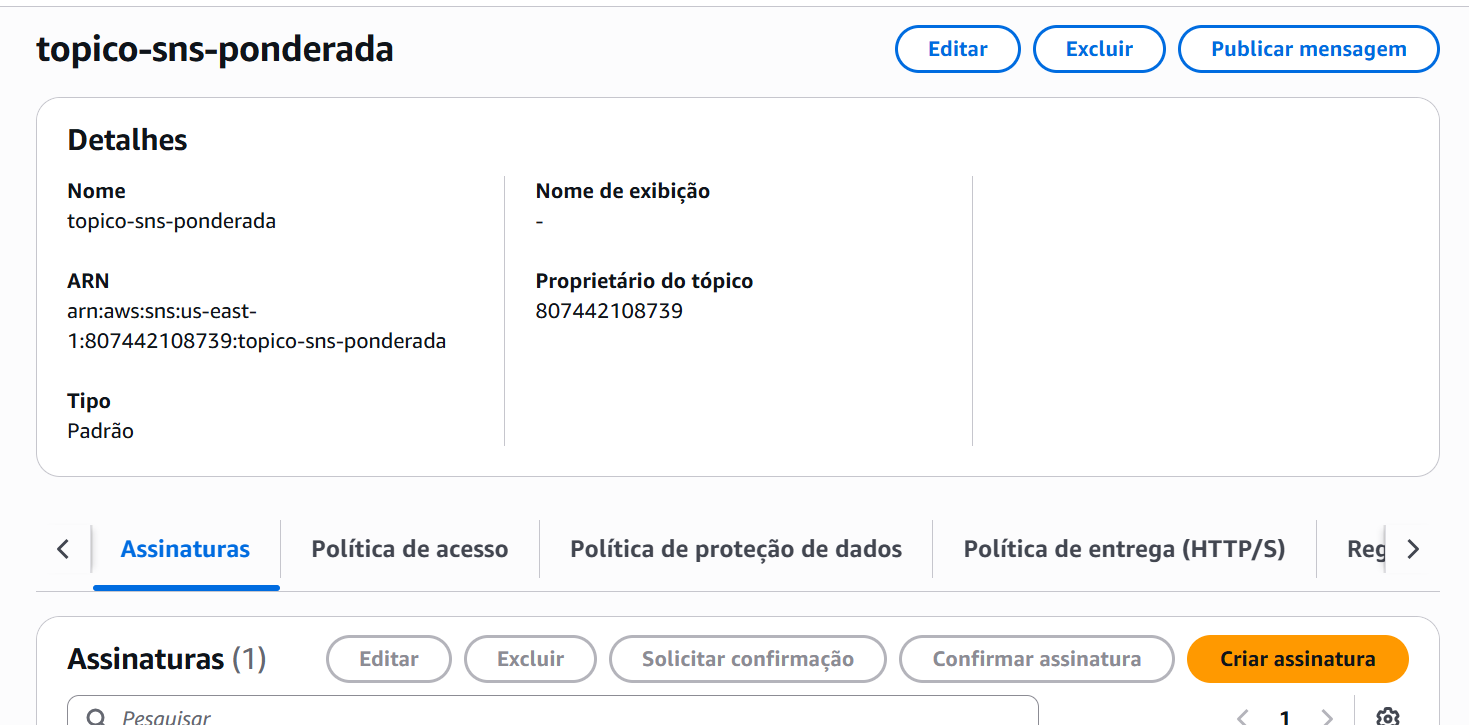 topico-sns-ponderada
Editar
Excluir
Publicar mensagem
Detalhes
Nome
topico-sns-ponderada
ARN
arn:aws:sns:us-east-
1:807442108739:topico-sns-ponderada
Tipo
Padrão
Nome de exibição
-
Proprietário do tópico
807442108739
Assinaturas
Política de acesso
Política de proteção de dados
Política de entrega (HTTP/S)
Reg
Assinaturas (1)
Editar
Excluir
Solicitar confirmação
Confirmar assinatura
Criar assinatura
Pesquisar
1